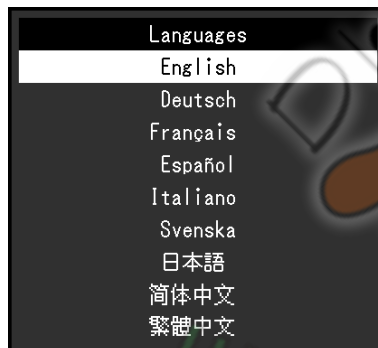 Languages
English
Deutsch
Français
Español
Italiano
Svenska
日本語
简体中文
繁體中文